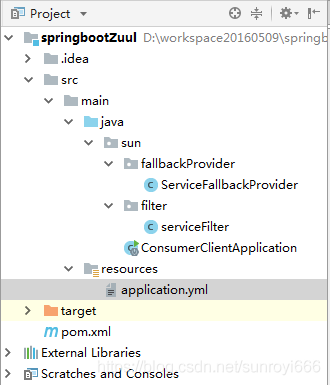 Project
springbootZuul D:\workspace20160509\springb
.idea
src
main
java
sun
fallbackProvider
ServiceFallbackProvider
filter
serviceFilter
ConsumerClientApplication
resources
application.yml
target
pom.xml
External Libraries
https://blog.csdn.net/sunroyi666
Scratches and Consoles